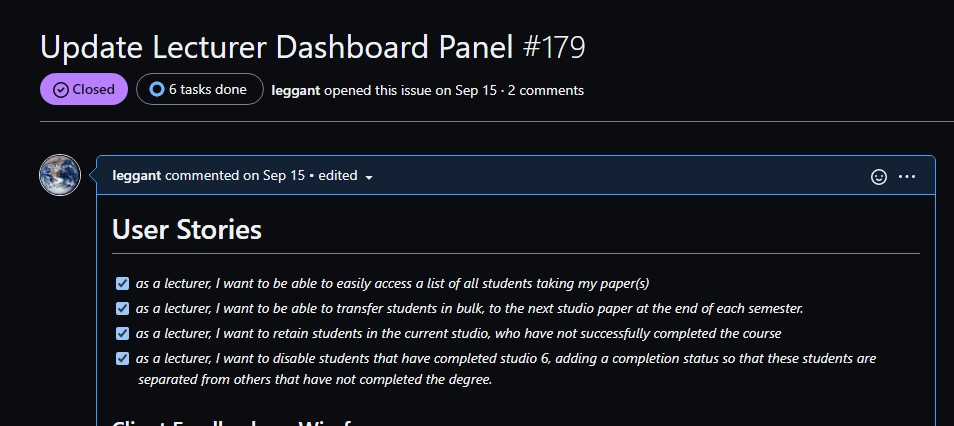 Update Lecturer Dashboard Panel #179
Closed 6 tasks done leggant opened this issue on Sep 15 · 2 comments
leggant commented on Sep 15 • edited
User Stories
as a lecturer, I want to be able to easily access a list of all students taking my paper(s)
as a lecturer, I want to be able to transfer students in bulk, to the next studio paper at the end of each semester.
as a lecturer, I want to retain students in the current studio, who have not successfully completed the course
as a lecturer, I want to disable students that have completed studio 6, adding a completion status so that these students are
separated from others that have not completed the degree.